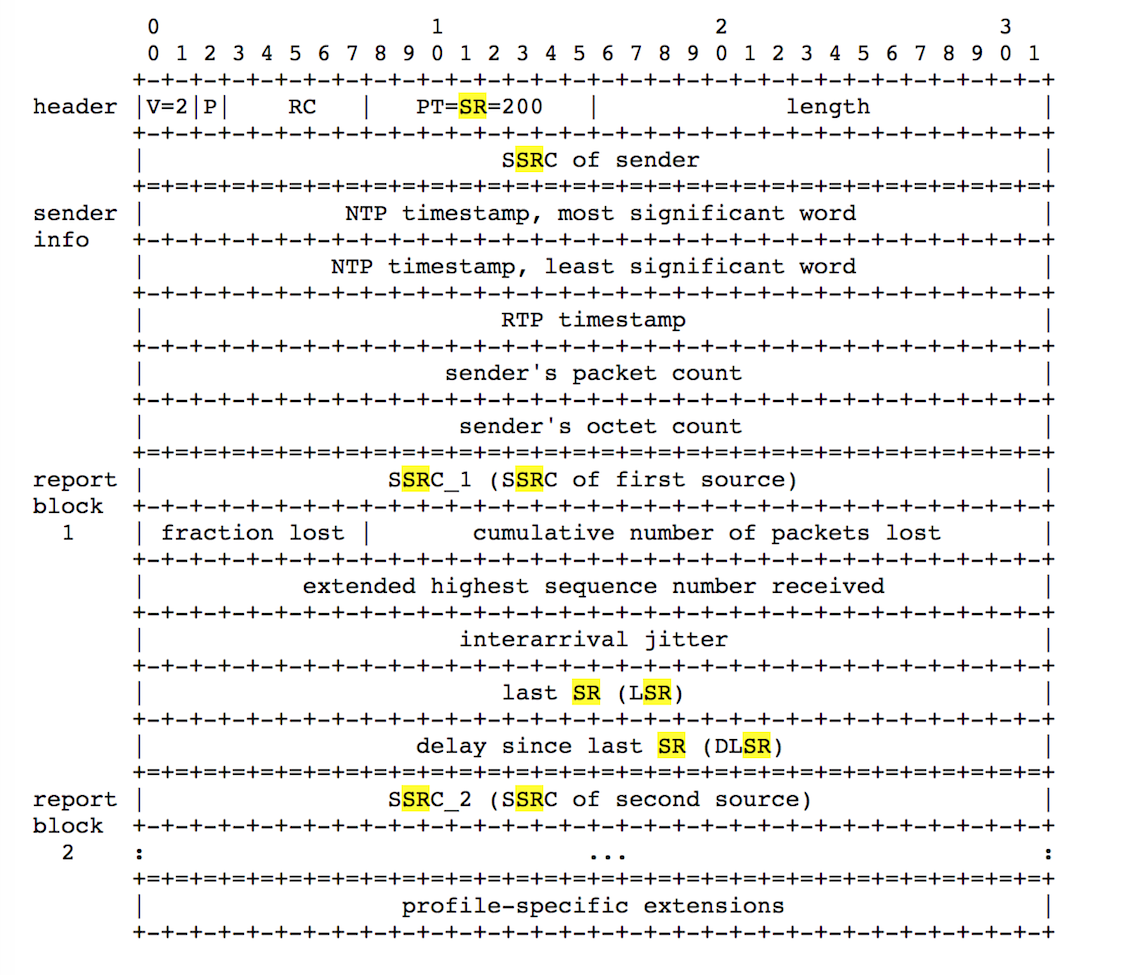 0                   1                   2                   3
        0 1 2 3 4 5 6 7 8 9 0 1 2 3 4 5 6 7 8 9 0 1 2 3 4 5 6 7 8 9 0 1
       +-+-+-+-+-+-+-+-+-+-+-+-+-+-+-+-+-+-+-+-+-+-+-+-+-+-+-+-+-+-+-+-+
header |V=2|P|    RC   |   PT=SR=200   |             length            |
       +-+-+-+-+-+-+-+-+-+-+-+-+-+-+-+-+-+-+-+-+-+-+-+-+-+-+-+-+-+-+-+-+
       |                         SSRC of sender                        |
       +=+=+=+=+=+=+=+=+=+=+=+=+=+=+=+=+=+=+=+=+=+=+=+=+=+=+=+=+=+=+=+=+
sender |              NTP timestamp, most significant word             |
info   +-+-+-+-+-+-+-+-+-+-+-+-+-+-+-+-+-+-+-+-+-+-+-+-+-+-+-+-+-+-+-+-+
       |             NTP timestamp, least significant word             |
       +-+-+-+-+-+-+-+-+-+-+-+-+-+-+-+-+-+-+-+-+-+-+-+-+-+-+-+-+-+-+-+-+
       |                         RTP timestamp                         |
       +-+-+-+-+-+-+-+-+-+-+-+-+-+-+-+-+-+-+-+-+-+-+-+-+-+-+-+-+-+-+-+-+
       |                     sender's packet count                     |
       +-+-+-+-+-+-+-+-+-+-+-+-+-+-+-+-+-+-+-+-+-+-+-+-+-+-+-+-+-+-+-+-+
       |                      sender's octet count                     |
       +=+=+=+=+=+=+=+=+=+=+=+=+=+=+=+=+=+=+=+=+=+=+=+=+=+=+=+=+=+=+=+=+
report |                 SSRC_1 (SSRC of first source)                 |
block  +-+-+-+-+-+-+-+-+-+-+-+-+-+-+-+-+-+-+-+-+-+-+-+-+-+-+-+-+-+-+-+-+
  1    | fraction lost |       cumulative number of packets lost       |
       +-+-+-+-+-+-+-+-+-+-+-+-+-+-+-+-+-+-+-+-+-+-+-+-+-+-+-+-+-+-+-+-+
       |           extended highest sequence number received           |
       +-+-+-+-+-+-+-+-+-+-+-+-+-+-+-+-+-+-+-+-+-+-+-+-+-+-+-+-+-+-+-+-+
       |                      interarrival jitter                      |
       +-+-+-+-+-+-+-+-+-+-+-+-+-+-+-+-+-+-+-+-+-+-+-+-+-+-+-+-+-+-+-+-+
       |                         last SR (LSR)                         |
       +-+-+-+-+-+-+-+-+-+-+-+-+-+-+-+-+-+-+-+-+-+-+-+-+-+-+-+-+-+-+-+-+
       |                   delay since last SR (DLSR)                  |
       +=+=+=+=+=+=+=+=+=+=+=+=+=+=+=+=+=+=+=+=+=+=+=+=+=+=+=+=+=+=+=+=+
report |                 SSRC_2 (SSRC of second source)                |
block  +-+-+-+-+-+-+-+-+-+-+-+-+-+-+-+-+-+-+-+-+-+-+-+-+-+-+-+-+-+-+-+-+
  2    :                               ...                             :
       +=+=+=+=+=+=+=+=+=+=+=+=+=+=+=+=+=+=+=+=+=+=+=+=+=+=+=+=+=+=+=+=+
       |                  profile-specific extensions                  |
       +-+-+-+-+-+-+-+-+-+-+-+-+-+-+-+-+-+-+-+-+-+-+-+-+-+-+-+-+-+-+-+-+